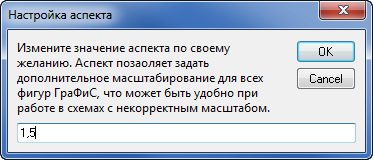 Настройка аспекта
Измените значение аспекта по своему
желанию. Аспект позаоляет задать
дополнительное масштабирование для всех
фигур ГраФиС, что может быть удобно при
работе в схемах с некорректным масштабом.
OK
Cancel
1,5